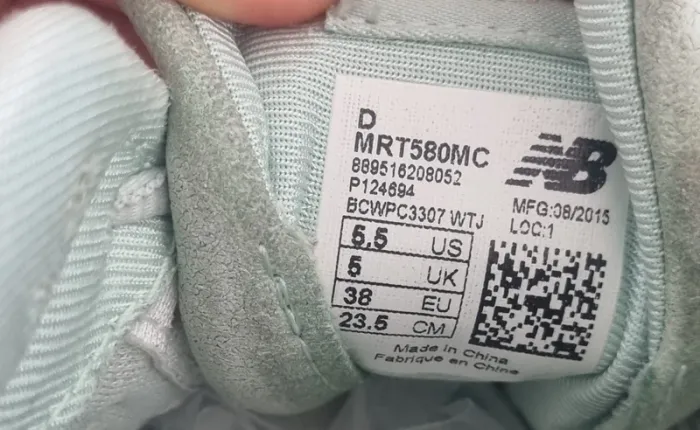 D
MRT580MC
889516208052
P124694
BCWPC3307 WTJ
NB
MFG:08/2015
LOC:1
5.5 US
5 UK
38 EU
23.5 CM
Made in China
Fabriqué en Chine